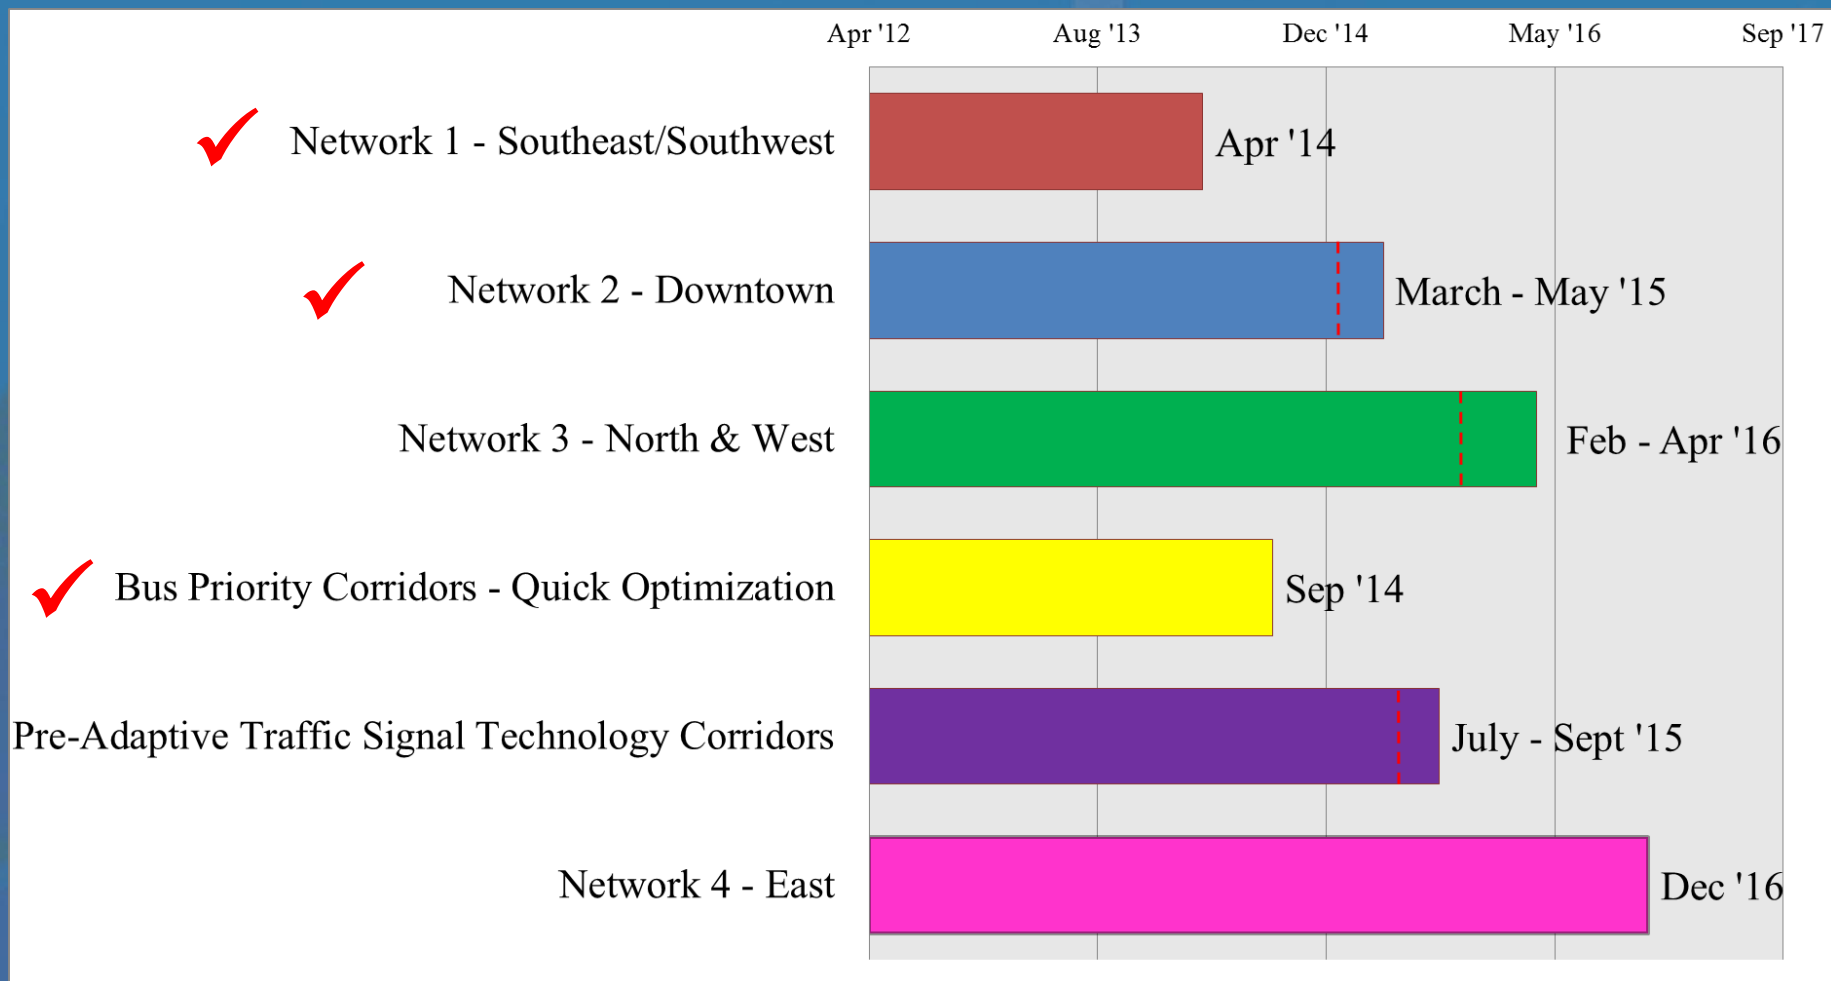 Apr '12 Aug '13 Dec '14 May '16 Sep '17
Network 1 - Southeast/Southwest Apr '14
Network 2 - Downtown March - May '15
Network 3 - North & West Feb - Apr '16
Bus Priority Corridors - Quick Optimization Sep '14
Pre-Adaptive Traffic Signal Technology Corridors July - Sept '15
Network 4 - East Dec '16